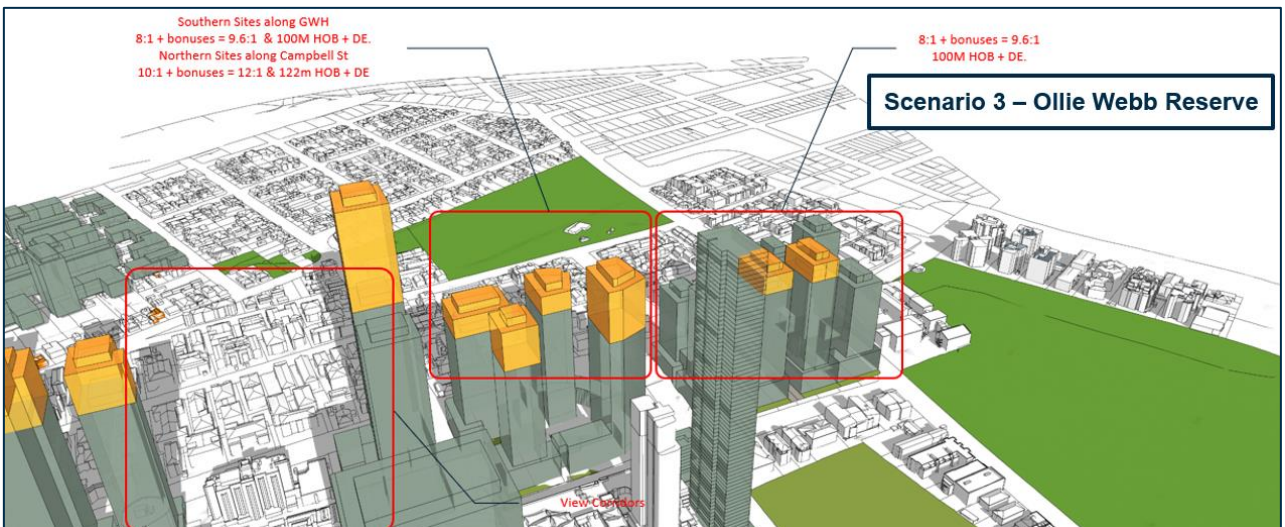 Southern Sites along GWH
8:1 + bonuses = 9.6:1 & 100M HOB + DE.
Northern Sites along Campbell St
10:1 + bonuses = 12:1 & 122m HOB + DE
8:1 + bonuses = 9.6:1
100M HOB + DE.
Scenario 3 – Ollie Webb Reserve
View Corridors